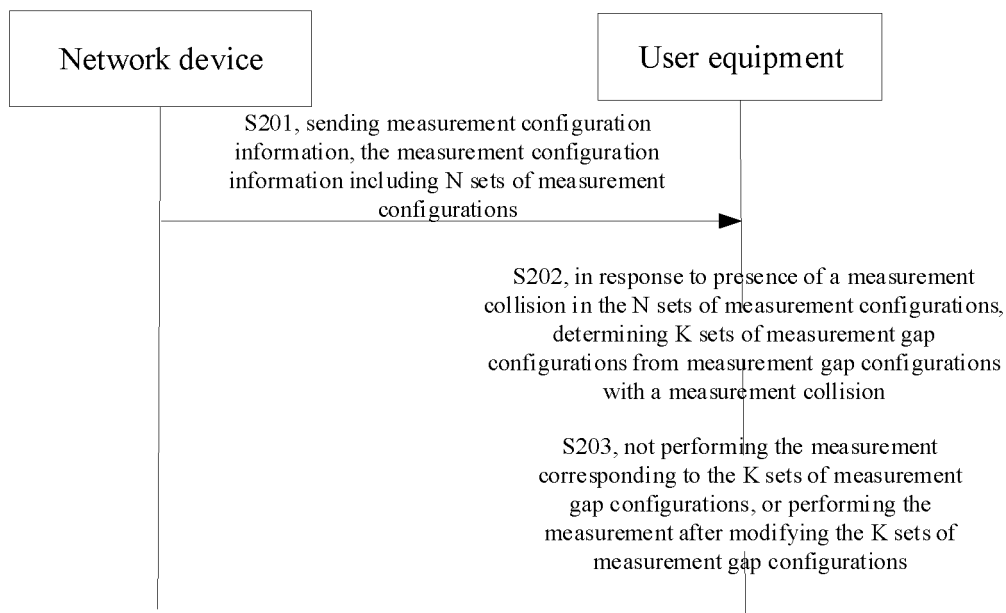 Network device
User equipment
S201, sending measurement configuration
information, the measurement configuration
information including N sets of measurement
configurations
S202, in response to presence of a measurement
collision in the N sets of measurement configurations,
determining K sets of measurement gap
configurations from measurement gap configurations
with a measurement collision
S203, not performing the measurement
corresponding to the K sets of measurement
gap configurations, or performing the
measurement after modifying the K sets of
measurement gap configurations